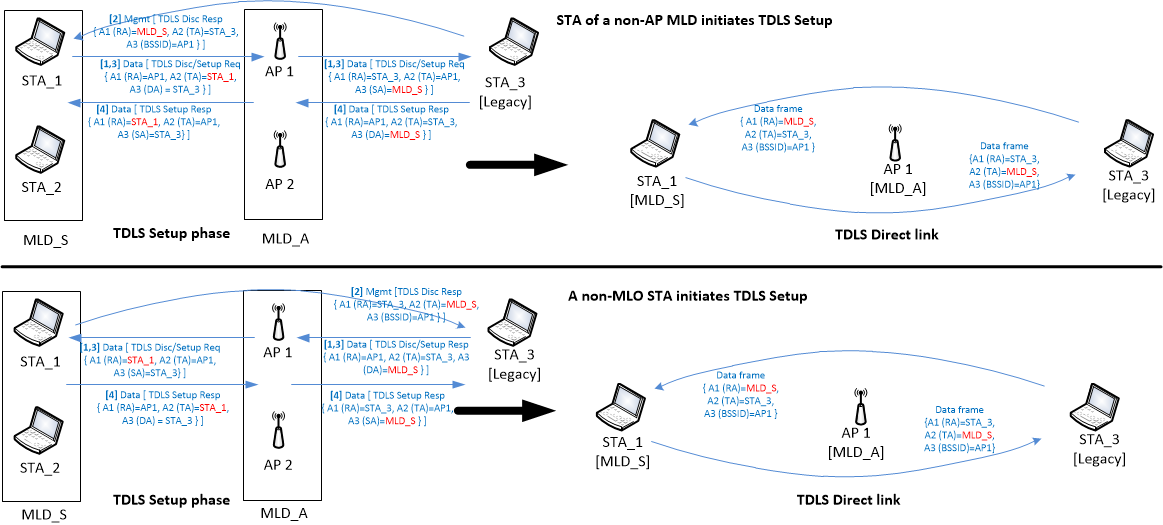 [2] Mgmt [ TDLS Disc Resp
{ A1 (RA)=MLD_S, A2 (TA)=STA_3,
A3 (BSSID)=AP1 } ]
STA of a non-AP MLD initiates TDLS Setup
STA_1
AP 1
STA_3
[Legacy]
[1,3] Data [ TDLS Disc/Setup Req
{ A1 (RA)=AP1, A2 (TA)=STA_1,
A3 (DA) = STA_3 } ]
[1,3] Data [ TDLS Disc/Setup Req
{ A1 (RA)=STA_3, A2 (TA)=AP1,
A3 (SA)=MLD_S } ]
[4] Data [ TDLS Setup Resp
{ A1 (RA)=STA_1, A2 (TA)=AP1,
A3 (SA)=STA_3} ]
[4] Data [ TDLS Setup Resp
{ A1 (RA)=AP1, A2 (TA)=STA_3,
A3 (DA)=MLD_S } ]
STA_2
AP 2
MLD_S
TDLS Setup phase
MLD_A
Data frame
{ A1 (RA)=MLD_S,
A2 (TA)=STA_3,
A3 (BSSID)=AP1 }
Data frame
{A1 (RA)=STA_3,
A2 (TA)=MLD_S,
A3 (BSSID)=AP1}
STA_1
[MLD_S]
AP 1
[MLD_A]
STA_3
[Legacy]
TDLS Direct link
[2] Mgmt [TDLS Disc Resp
{ A1 (RA)=STA_3, A2 (TA)=MLD_S,
A3 (BSSID)=AP1 } }
A non-MLO STA initiates TDLS Setup
STA_1
AP 1
STA_3
[Legacy]
[1,3] Data [ TDLS Disc/Setup Req
{ A1 (RA)=STA_1, A2 (TA)=AP1,
A3 (SA)=STA_3} ]
[1,3] Data [ TDLS Disc/Setup Resp
{ A1 (RA)=AP1, A2 (TA)=STA_3, A3
(DA)=MLD_S } ]
[4] Data [ TDLS Setup Resp
{ A1 (RA)=AP1, A2 (TA)=STA_1,
A3 (DA) = STA_3 } ]
[4] Data [ TDLS Setup Resp
{ A1 (RA)=STA_3, A2 (TA)=AP1,
A3 (SA)=MLD_S } ]
STA_2
AP 2
MLD_S
TDLS Setup phase
MLD_A
Data frame
{ A1 (RA)=MLD_S,
A2 (TA)=STA_3,
A3 (BSSID)=AP1 }
Data frame
{A1 (RA)=STA_3,
A2 (TA)=MLD_S,
A3 (BSSID)=AP1}
STA_1
[MLD_S]
AP 1
[MLD_A]
STA_3
[Legacy]
TDLS Direct link